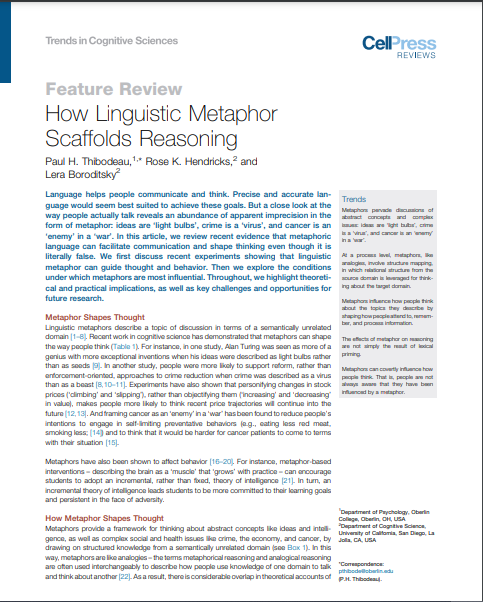 Trends in Cognitive Sciences
CellPress
REVIEWS
Feature Review
How Linguistic Metaphor
Scaffolds Reasoning
Paul H. Thibodeau,1,* Rose K. Hendricks,2 and
Lera Boroditsky2
Language helps people communicate and think. Precise and accurate lan-
guage would seem best suited to achieve these goals. But a close look at the
way people actually talk reveals an abundance of apparent imprecision in the
form of metaphor: ideas are 'light bulbs', crime is a 'virus', and cancer is an
'enemy' in a 'war'. In this article, we review recent evidence that metaphoric
language can facilitate communication and shape thinking even though it is
literally false. We first discuss recent experiments showing that linguistic
metaphor can guide thought and behavior. Then we explore the conditions
under which metaphors are most influential. Throughout, we highlight theoreti-
cal and practical implications, as well as key challenges and opportunities for
future research.
Metaphor Shapes Thought
Linguistic metaphors describe a topic of discussion in terms of a semantically unrelated
domain [1–8]. Recent work in cognitive science has demonstrated that metaphors can shape
the way people think (Table 1). For instance, in one study, Alan Turing was seen as more of a
genius with more exceptional inventions when his ideas were described as light bulbs rather
than as seeds [9]. In another study, people were more likely to support reform, rather than
enforcement-oriented, approaches to crime reduction when crime was described as a virus
than as a beast [8,10–11]. Experiments have also shown that personifying changes in stock
prices ('climbing' and 'slipping'), rather than objectifying them ('increasing' and 'decreasing'
in value), makes people more likely to think recent price trajectories will continue into the
future [12,13]. And framing cancer as an 'enemy' in a 'war' has been found to reduce people's
intentions to engage in self-limiting preventative behaviors (e.g., eating less red meat,
smoking less; [14]) and to think that it would be harder for cancer patients to come to terms
with their situation [15].
Metaphors have also been shown to affect behavior [16–20]. For instance, metaphor-based
interventions – describing the brain as a 'muscle' that 'grows' with practice – can encourage
students to adopt an incremental, rather than fixed, theory of intelligence [21]. In turn, an
incremental theory of intelligence leads students to be more committed to their learning goals
and persistent in the face of adversity.
How Metaphor Shapes Thought
Metaphors provide a framework for thinking about abstract concepts like ideas and intelli-
gence, as well as complex social and health issues like crime, the economy, and cancer, by
drawing on structured knowledge from a semantically unrelated domain (see Box 1). In this
way, metaphors are like analogies – the terms metaphorical reasoning and analogical reasoning
are often used interchangeably to describe how people use knowledge of one domain to talk
and think about another [22]. As a result, there is considerable overlap in theoretical accounts of
Trends
Metaphors pervade discussions of
abstract concepts and complex
issues: ideas are 'light bulbs', crime
is a 'virus', and cancer is an 'enemy'
in a 'war'.
At a process level, metaphors, like
analogies, involve structure mapping,
in which relational structure from the
source domain is leveraged for think-
ing about the target domain.
Metaphors influence how people think
about the topics they describe by
shaping how people attend to, remem-
ber, and process information.
The effects of metaphor on reasoning
are not simply the result of lexical
priming.
Metaphors can covertly influence how
people think. That is, people are not
always aware that they have been
influenced by a metaphor.
1Department of Psychology, Oberlin
College, Oberlin, OH, USA
2Department of Cognitive Science,
University of California, San Diego, La
Jolla, CA, USA
*Correspondence:
pthibode@oberlin.edu
(P.H. Thibodeau).